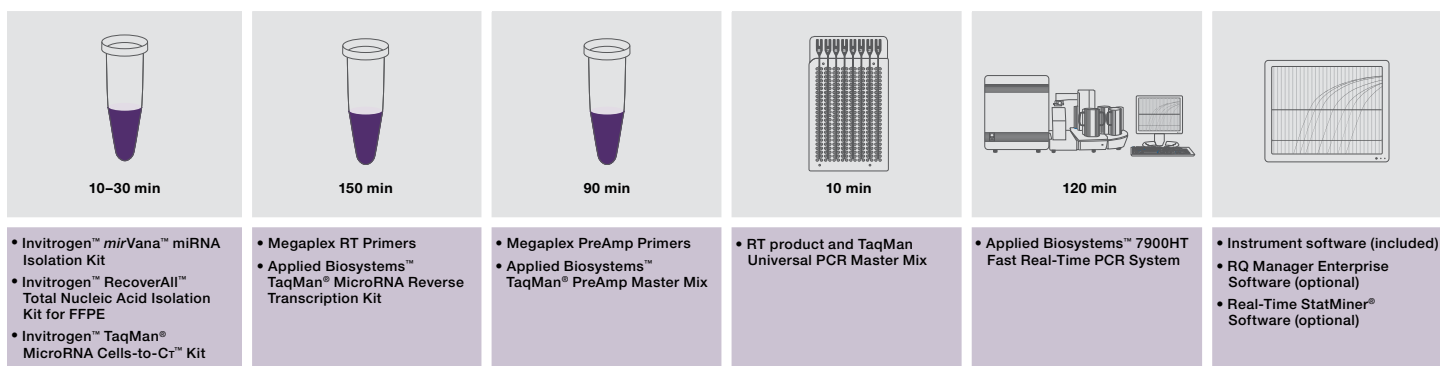 10–30 min
• Invitrogen™ mirVana™ miRNA
Isolation Kit
• Invitrogen™ RecoverAll™
Total Nucleic Acid Isolation
Kit for FFPE
• Invitrogen™ TaqMan®
MicroRNA Cells-to-CT™ Kit
150 min
• Megaplex RT Primers
• Applied Biosystems™
TaqMan® MicroRNA Reverse
Transcription Kit
90 min
• Megaplex PreAmp Primers
• Applied Biosystems™
TaqMan® PreAmp Master Mix
10 min
• RT product and TaqMan
Universal PCR Master Mix
120 min
• Applied Biosystems™ 7900HT
Fast Real-Time PCR System
• Instrument software (included)
• RQ Manager Enterprise
Software (optional)
• Real-Time StatMiner®
Software (optional)